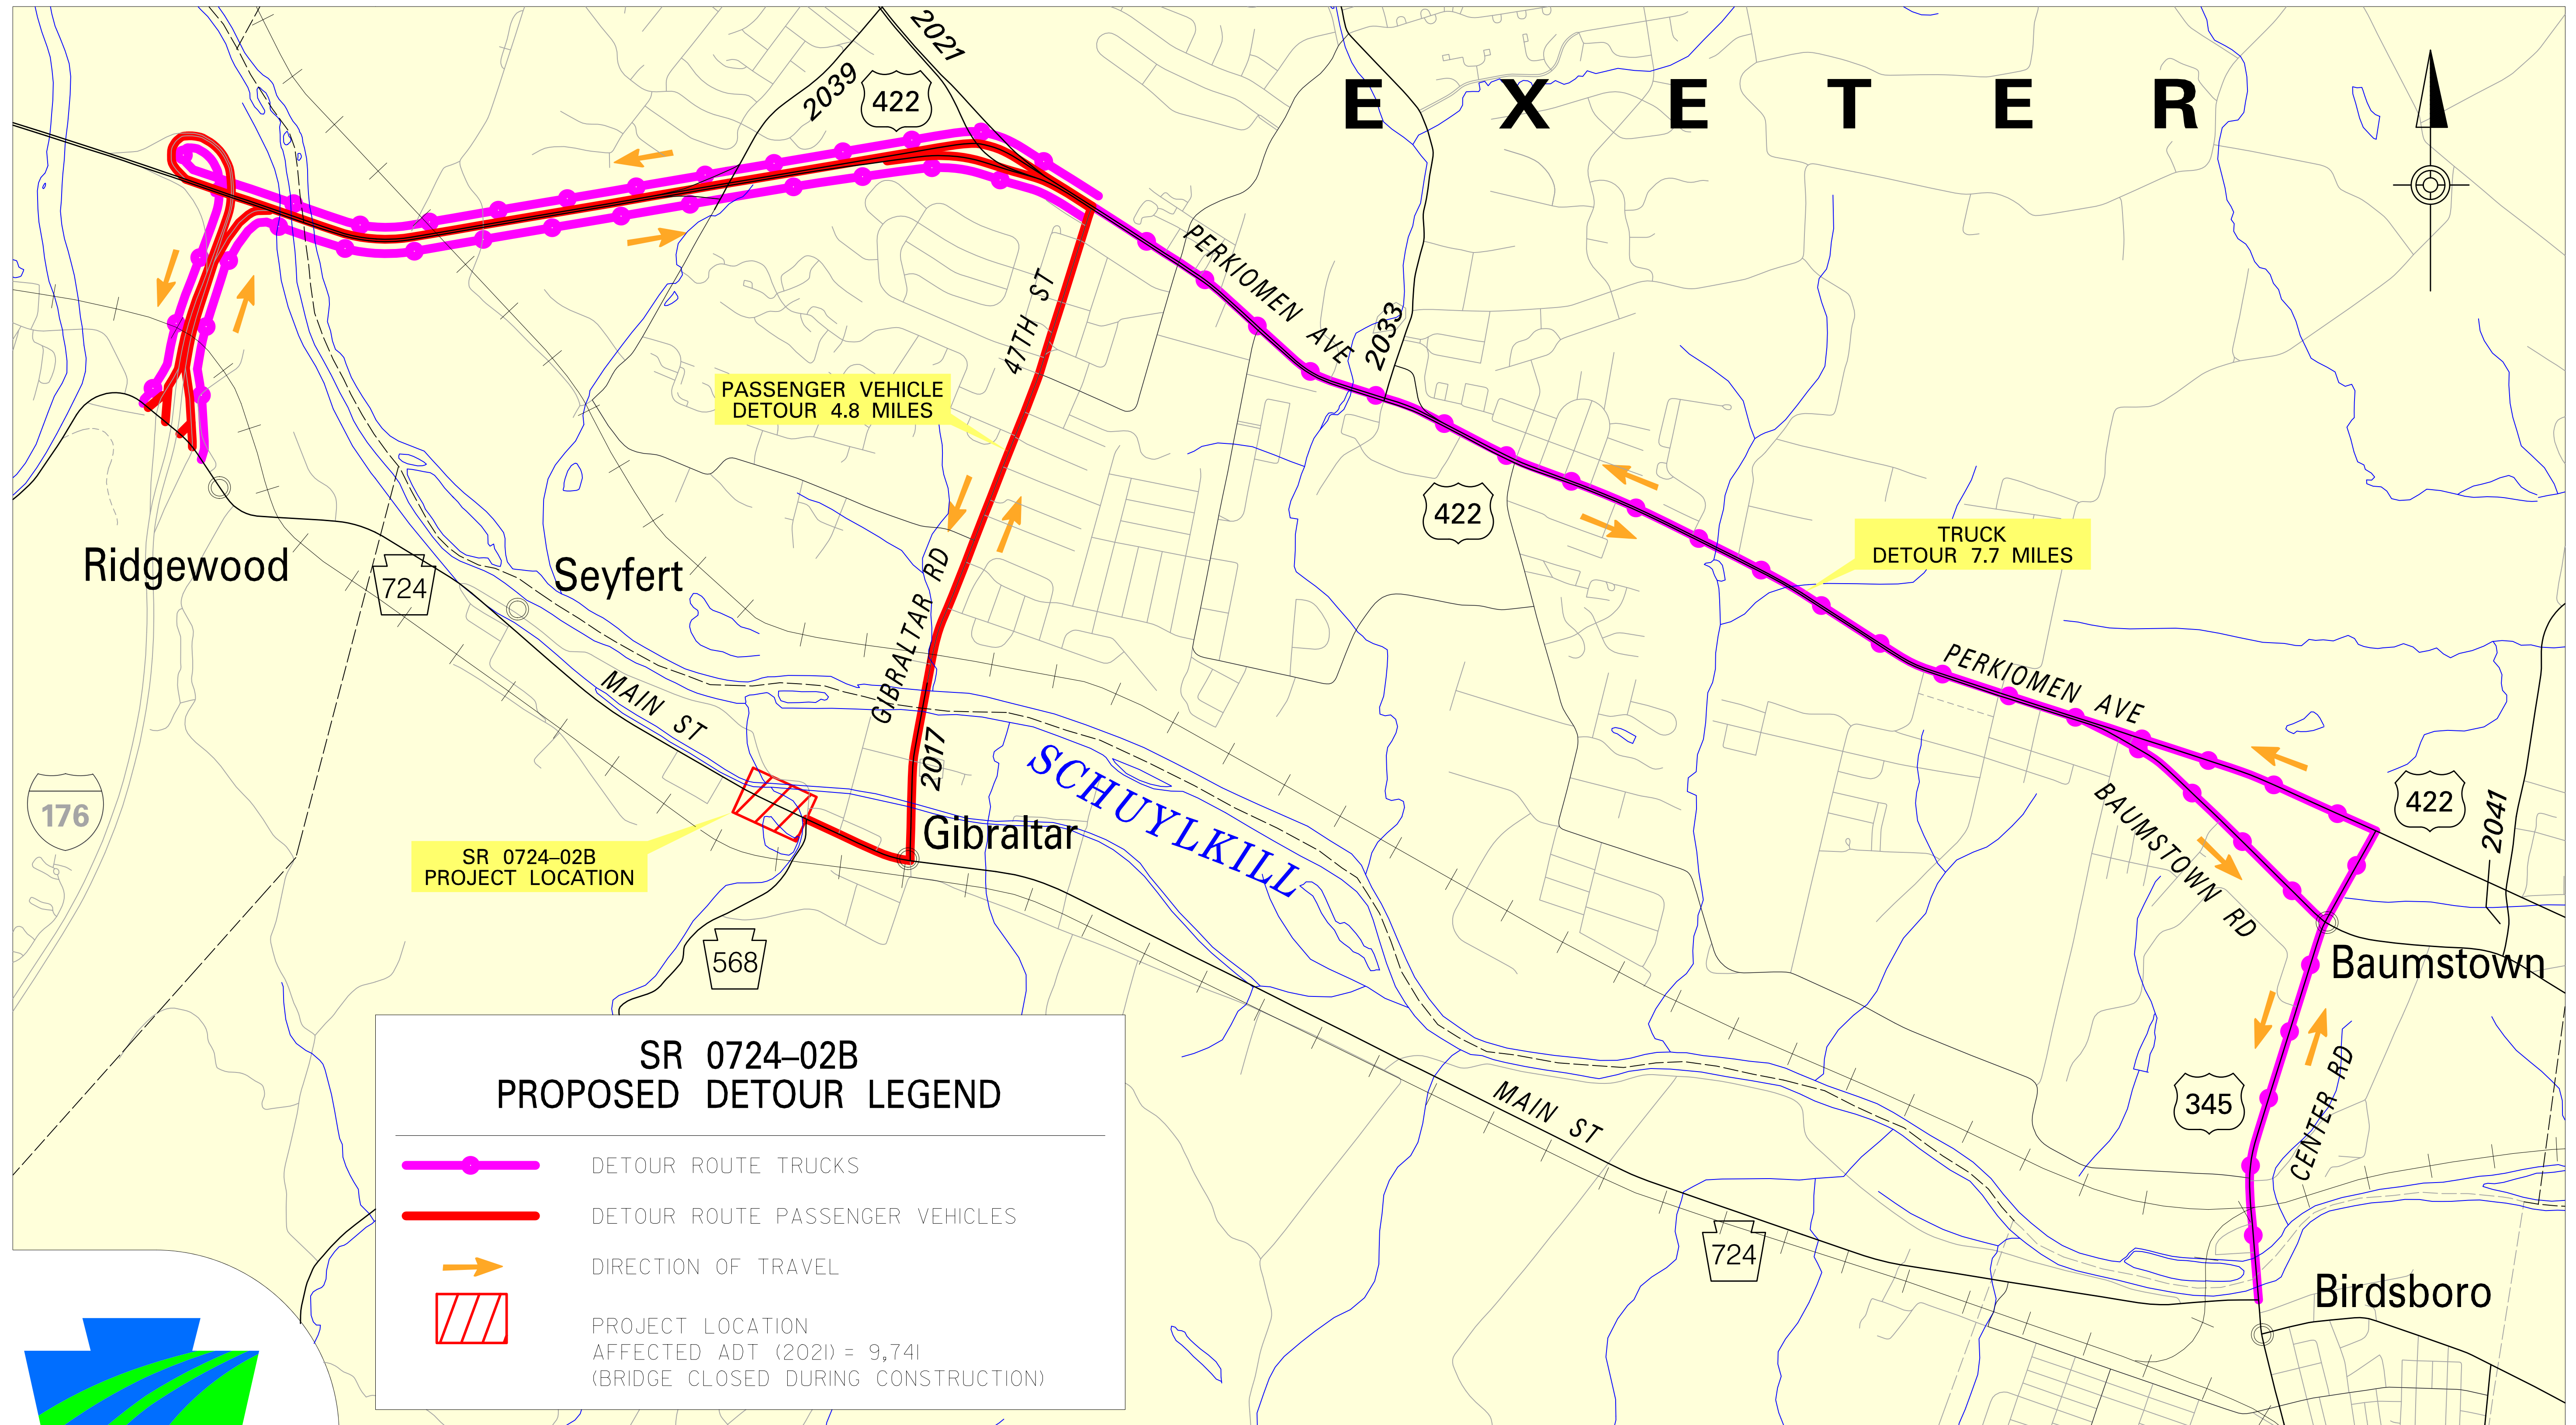 2021
2039
422
E X E T E R
47TH ST
PERKIOMEN AVE
2033
PASSENGER VEHICLE
DETOUR 4.8 MILES
422
TRUCK
DETOUR 7.7 MILES
Ridgewood
724
Seyfert
GIBRALTAR RD
MAIN ST
2017
PERKIOMEN AVE
SCHUYLKILL
176
Gibraltar
SR 0724–02B
PROJECT LOCATION
BAUMSTOWN RD
422
2041
568
Baumstown
345
CENTER RD
MAIN ST
724
Birdsboro
SR 0724–02B
PROPOSED DETOUR LEGEND
DETOUR ROUTE TRUCKS
DETOUR ROUTE PASSENGER VEHICLES
DIRECTION OF TRAVEL
PROJECT LOCATION
AFFECTED ADT (2021) = 9,741
(BRIDGE CLOSED DURING CONSTRUCTION)